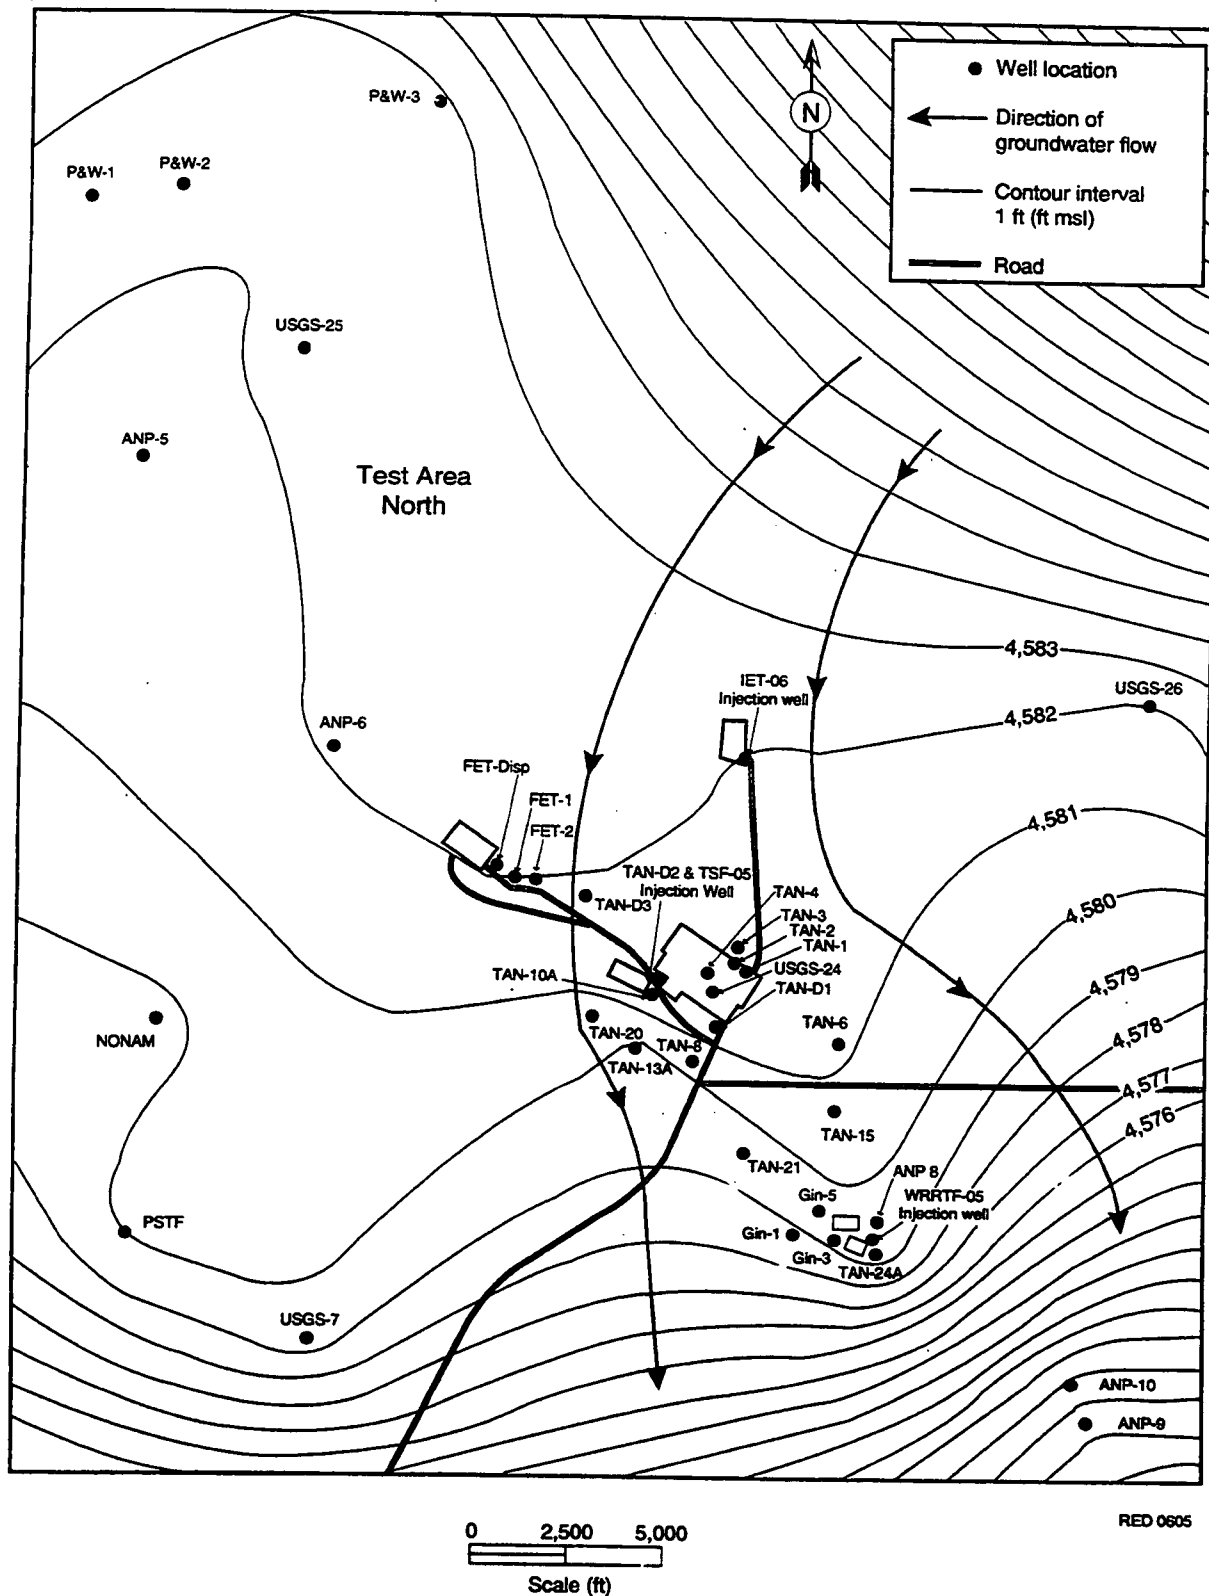 P&W-3
P&W-1
P&W-2
N
Well location
Direction of
groundwater flow
Contour interval
1 ft (ft msl)
Road
USGS-25
ANP-5
Test Area
North
4,583
IET-06
Injection well
USGS-26
4,582
ANP-6
FET-Disp
FET-1
FET-2
4,581
TAN-D2 & TSF-05
Injection Well
TAN-4
TAN-D3
TAN-3
TAN-2
TAN-1
4,580
USGS-24
TAN-10A
TAN-D1
4,579
NONAM
TAN-20
TAN-6
4,578
TAN-8
TAN-13A
4,577
4,576
TAN-15
TAN-21
ANP 8
Gin-5
WRRTF-05
Injection well
PSTF
Gin-1
Gin-3
TAN-24A
USGS-7
ANP-10
ANP-9
RED 0605
0 2,500 5,000
Scale (ft)